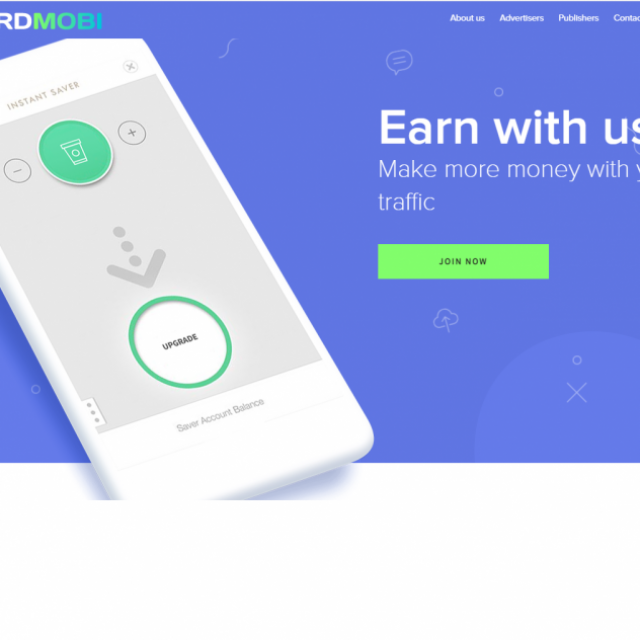 RDMOBI
About us Advertisers Publishers Contac
INSTANT SAVER
Earn with us
Make more money with y
traffic
JOIN NOW
UPGRADE
Saver Account Balance